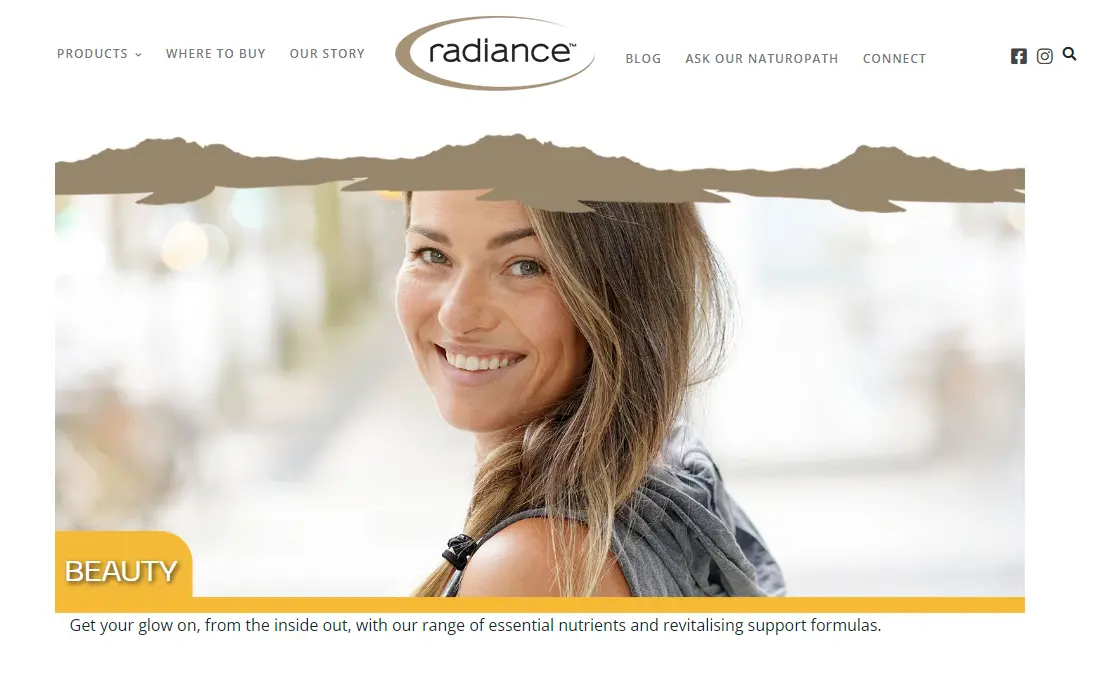 PRODUCTS
WHERE TO BUY
OUR STORY
radiance™
BLOG
ASK OUR NATUROPATH
CONNECT
BEAUTY
Get your glow on, from the inside out, with our range of essential nutrients and revitalising support formulas.